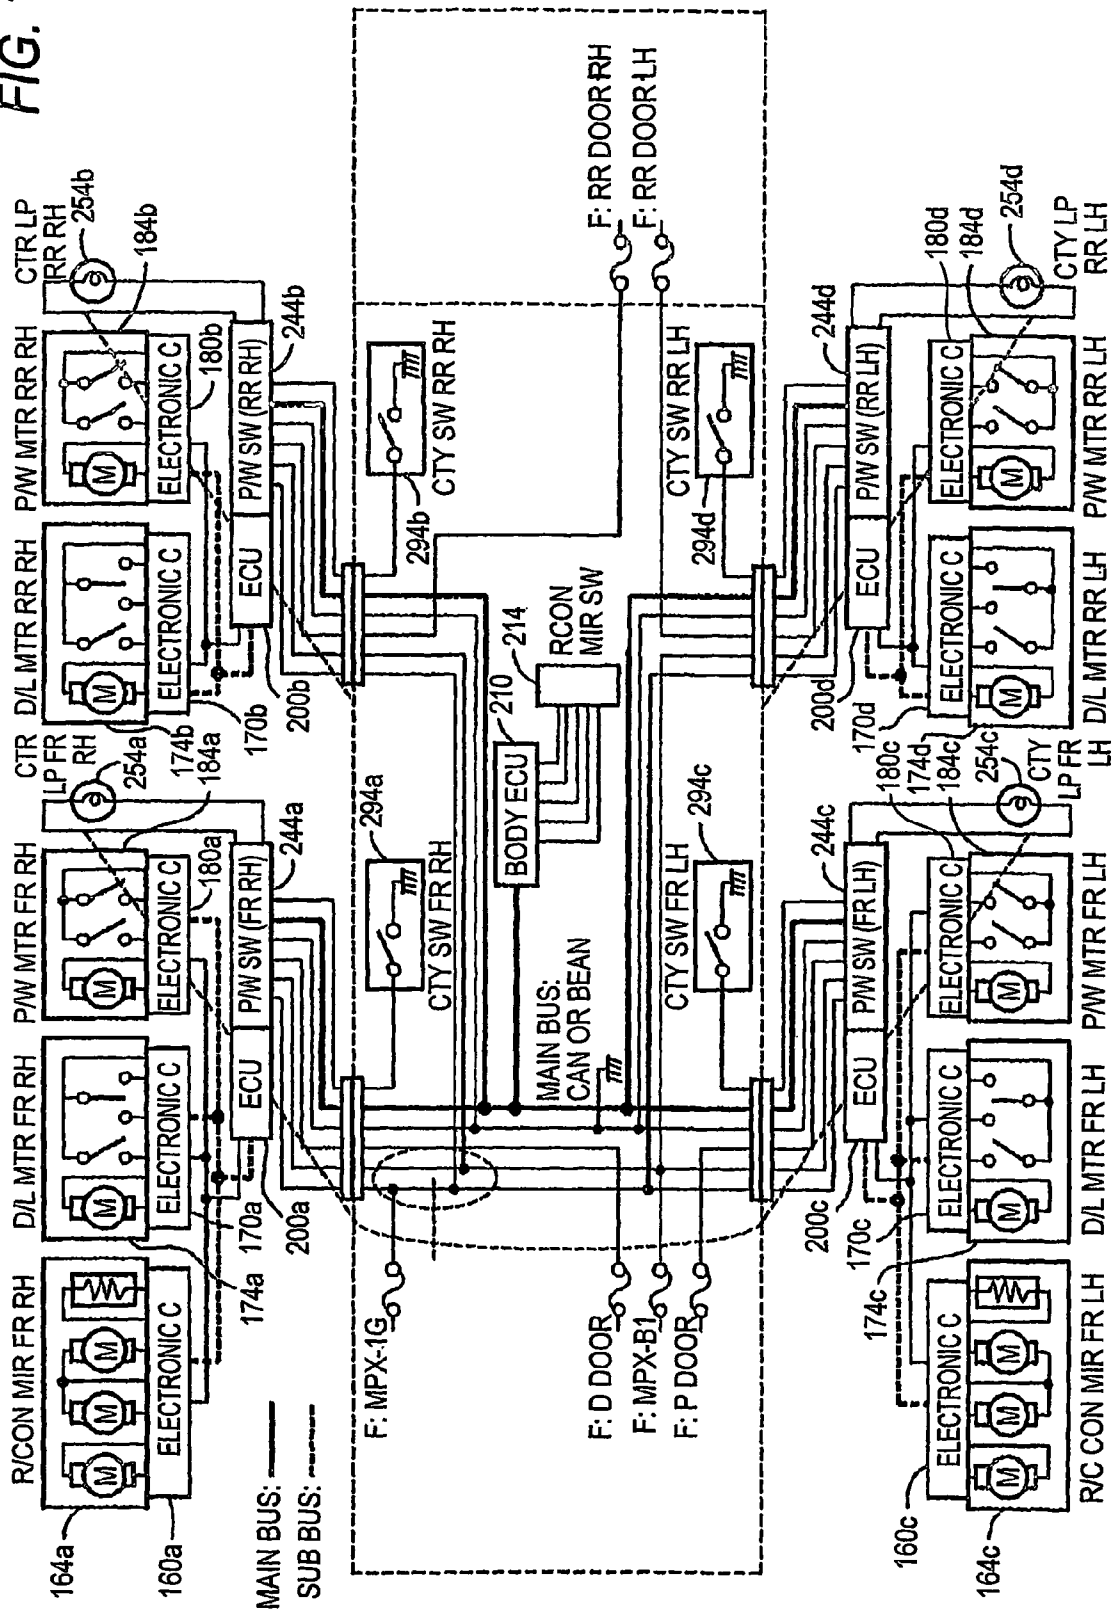 FIG.
R/CON MIR FR RH
D/L MTR FR RH
P/W MTR FR RH
CTR
LP FR
RH
D/L MTR RR RH
P/W MTR RR RH
CTR LP
RR RH
164a
160a
ELECTRONIC C
M
M
M
174a
170a
ELECTRONIC C
M
200a
ECU
P/W SW (FR RH)
244a
ELECTRONIC C
180a
M
184a
254a
174b
170b
ELECTRONIC C
M
200b
ECU
P/W SW (RR RH)
244b
ELECTRONIC C
180b
M
184b
254b
MAIN BUS:
SUB BUS:
F: MPX-1G
F: D DOOR
F: MPX-B1
F: P DOOR
CTY SW FR RH
294a
CTY SW RR RH
294b
BODY ECU
210
214
RCON
MIR SW
MAIN BUS:
CAN OR BEAN
CTY SW FR LH
294c
CTY SW RR LH
294d
F: RR DOOR RH
F: RR DOOR LH
160c
164c
ELECTRONIC C
M
M
M
R/C CON MIR FR LH
174c
170c
ELECTRONIC C
M
D/L MTR FR LH
200c
ECU
P/W SW (FR LH)
244c
ELECTRONIC C
180c
M
184c
P/W MTR FR LH
254c
CTY
LP FR
LH
174d
170d
ELECTRONIC C
M
D/L MTR RR LH
200d
ECU
P/W SW (RR LH)
244d
ELECTRONIC C
180d
M
184d
P/W MTR RR LH
254d
CTY LP
RR LH